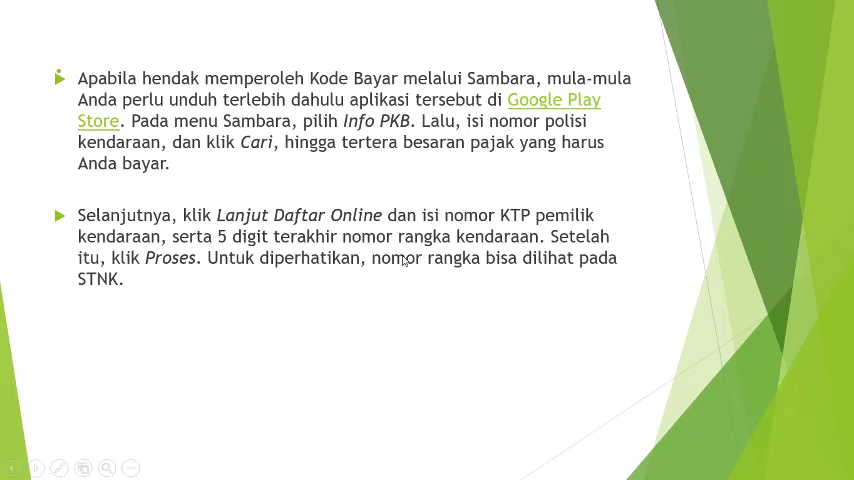 Apabila hendak memperoleh Kode Bayar melalui Sambara, mula-mula
Anda perlu unduh terlebih dahulu aplikasi tersebut di Google Play
Store. Pada menu Sambara, pilih Info PKB. Lalu, isi nomor polisi
kendaraan, dan klik Cari, hingga tertera besaran pajak yang harus
Anda bayar.
Selanjutnya, klik Lanjut Daftar Online dan isi nomor KTP pemilik
kendaraan, serta 5 digit terakhir nomor rangka kendaraan. Setelah
itu, klik Proses. Untuk diperhatikan, nomor rangka bisa dilihat pada
STNK.